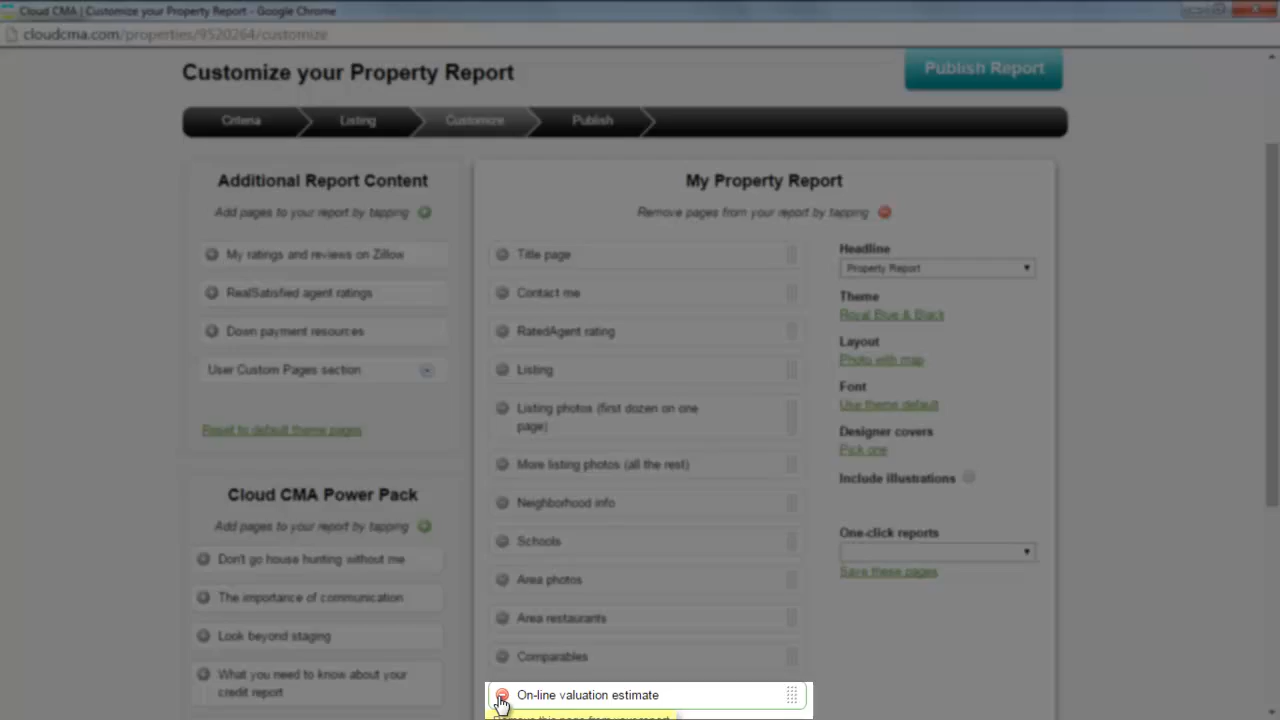 Cloud CMA | Customize your Property Report - Google Chrome
cloudcma.com/properties/9520264/customize
Customize your Property Report
Publish Report
Criteria
Listing
Customize
Publish
Additional Report Content
Add pages to your report by tapping
My ratings and reviews on Zillow
RealSatisfied agent ratings
Down payment resources
User Custom Pages section
Reset to default theme pages
Cloud CMA Power Pack
Add pages to your report by tapping
Don't go house hunting without me
The importance of communication
Look beyond staging
What you need to know about your
credit report
My Property Report
Remove pages from your report by tapping
Title page
Contact me
RatedAgent rating
Listing
Listing photos (first dozen on one
page)
More listing photos (all the rest)
Neighborhood info
Schools
Area photos
Area restaurants
Comparables
On-line valuation estimate
Remove this page from your report
Headline
Property Report
Theme
Royal Blue & Black
Layout
Photo with map
Font
Use theme default
Designer covers
Pick one
Include illustrations
One-click reports
Save these pages